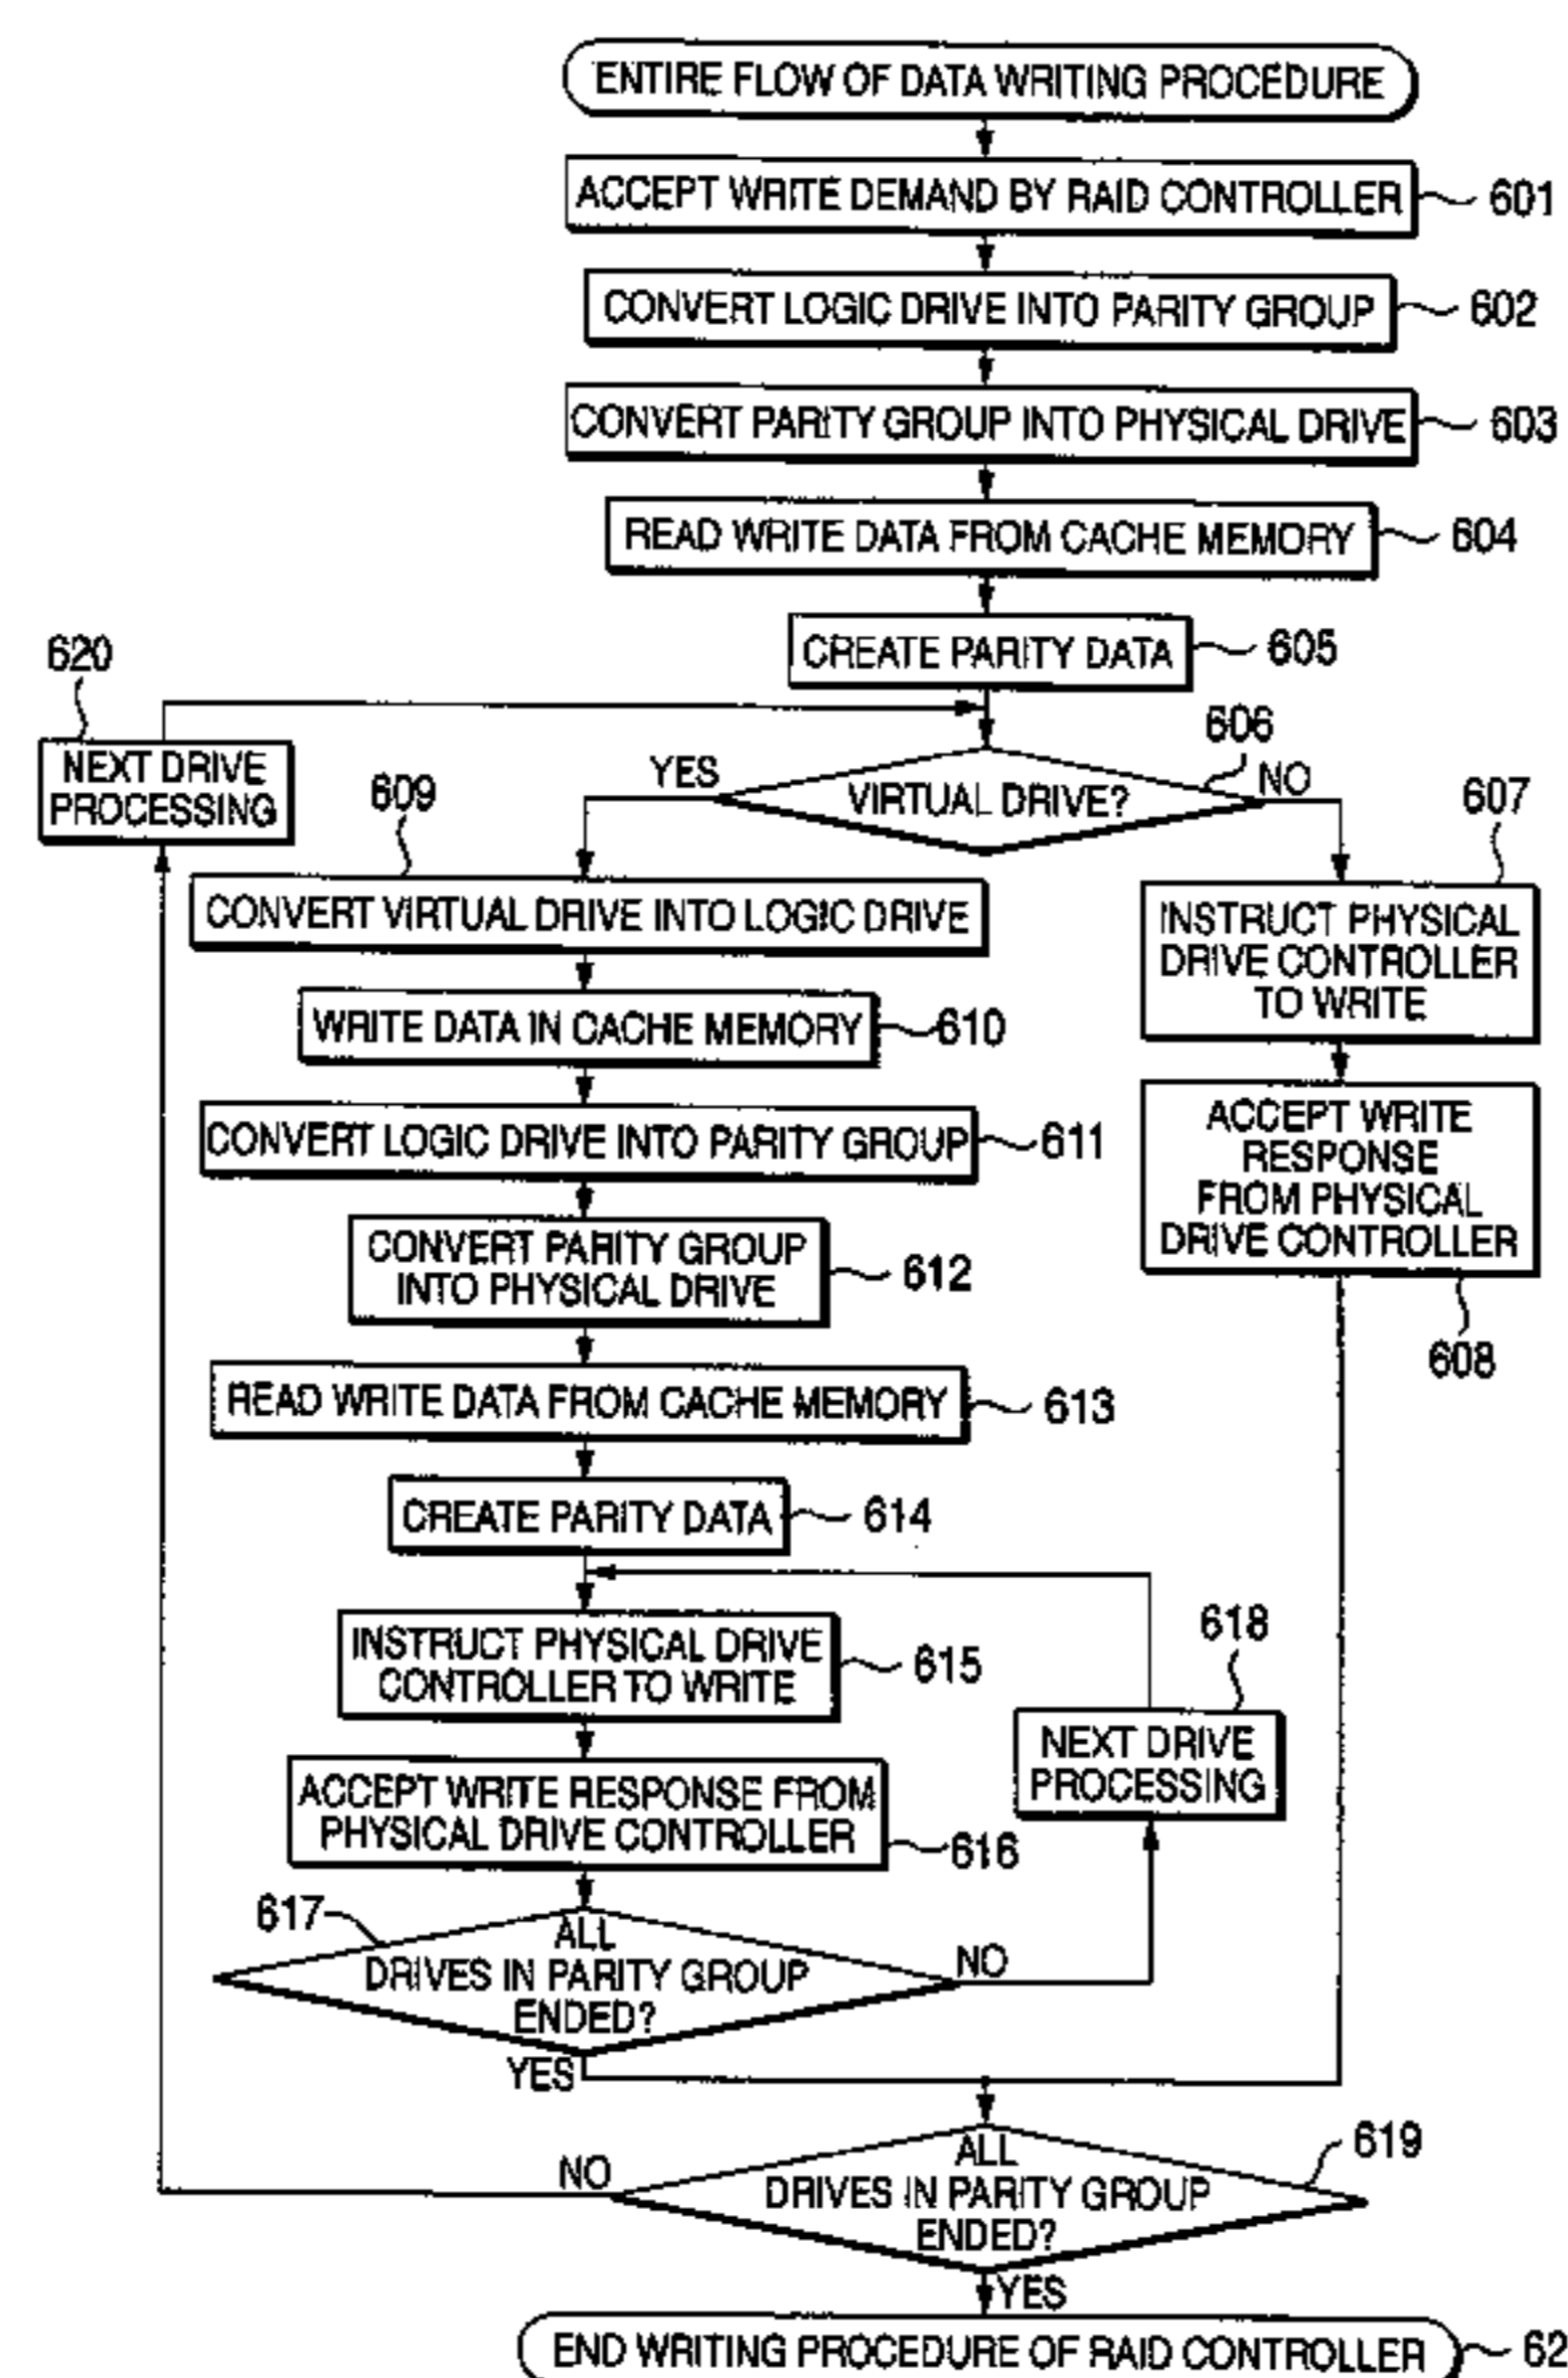 ENTIRE FLOW OF DATA WRITING PROCEDURE
ACCEPT WRITE DEMAND BY RAID CONTROLLER
601
CONVERT LOGIC DRIVE INTO PARITY GROUP
602
CONVERT PARITY GROUP INTO PHYSICAL DRIVE
603
READ WRITE DATA FROM CACHE MEMORY
604
CREATE PARITY DATA
605
620
NEXT DRIVE
PROCESSING
606
YES
VIRTUAL DRIVE?
NO
609
607
CONVERT VIRTUAL DRIVE INTO LOGIC DRIVE
INSTRUCT PHYSICAL
DRIVE CONTROLLER
TO WRITE
WRITE DATA IN CACHE MEMORY
610
ACCEPT WRITE
RESPONSE
FROM PHYSICAL
DRIVE CONTROLLER
608
CONVERT LOGIC DRIVE INTO PARITY GROUP
611
CONVERT PARITY GROUP
INTO PHYSICAL DRIVE
612
READ WRITE DATA FROM CACHE MEMORY
613
CREATE PARITY DATA
614
INSTRUCT PHYSICAL DRIVE
CONTROLLER TO WRITE
615
618
NEXT DRIVE
PROCESSING
ACCEPT WRITE RESPONSE FROM
PHYSICAL DRIVE CONTROLLER
616
617
ALL
DRIVES IN PARITY GROUP
ENDED?
NO
YES
619
ALL
DRIVES IN PARITY GROUP
ENDED?
NO
YES
END WRITING PROCEDURE OF RAID CONTROLLER